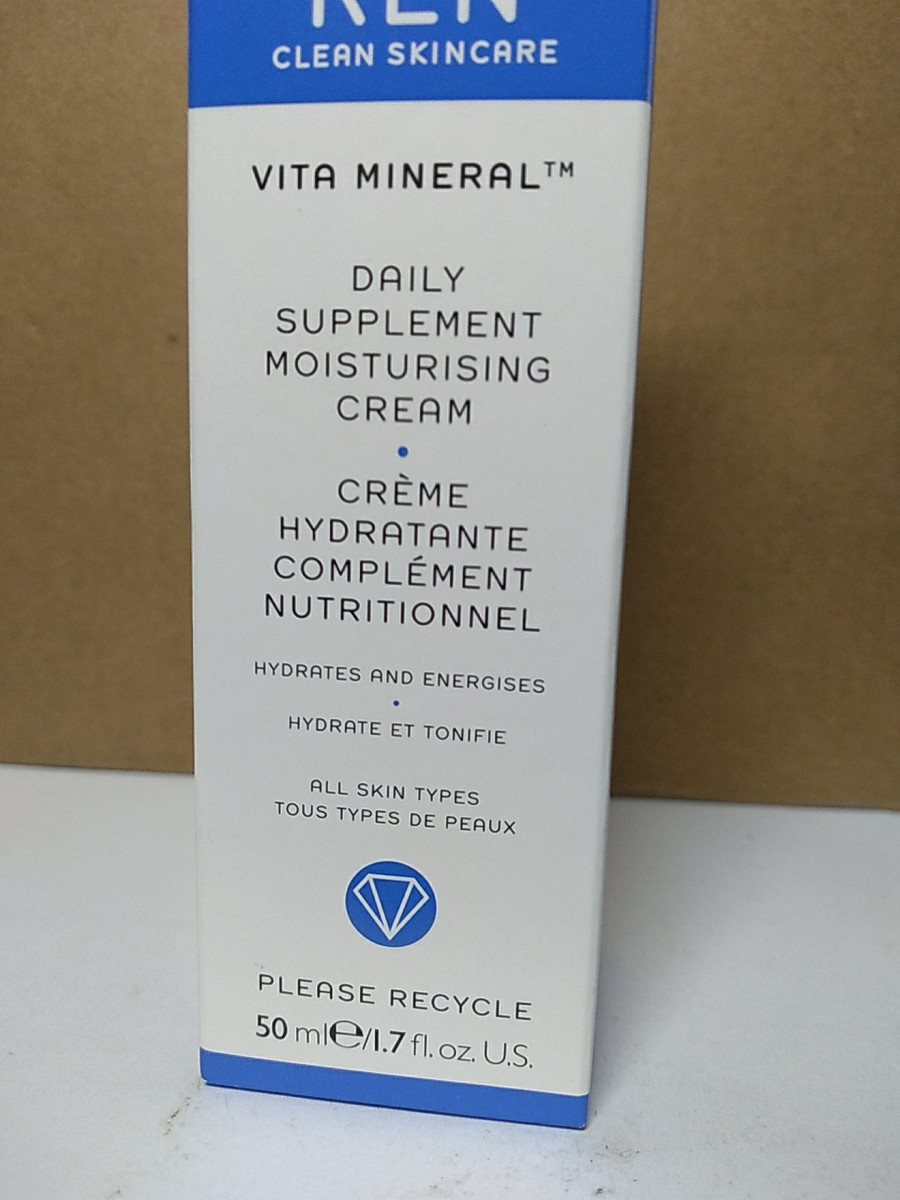 REN
CLEAN SKINCARE
VITA MINERAL™
DAILY
SUPPLEMENT
MOISTURISING
CREAM
•
CRÈME
HYDRATANTE
COMPLÉMENT
NUTRITIONNEL
HYDRATES AND ENERGISES
•
HYDRATE ET TONIFIE
ALL SKIN TYPES
TOUS TYPES DE PEAUX
PLEASE RECYCLE
50 ml℮/1.7 fl. oz. U.S.